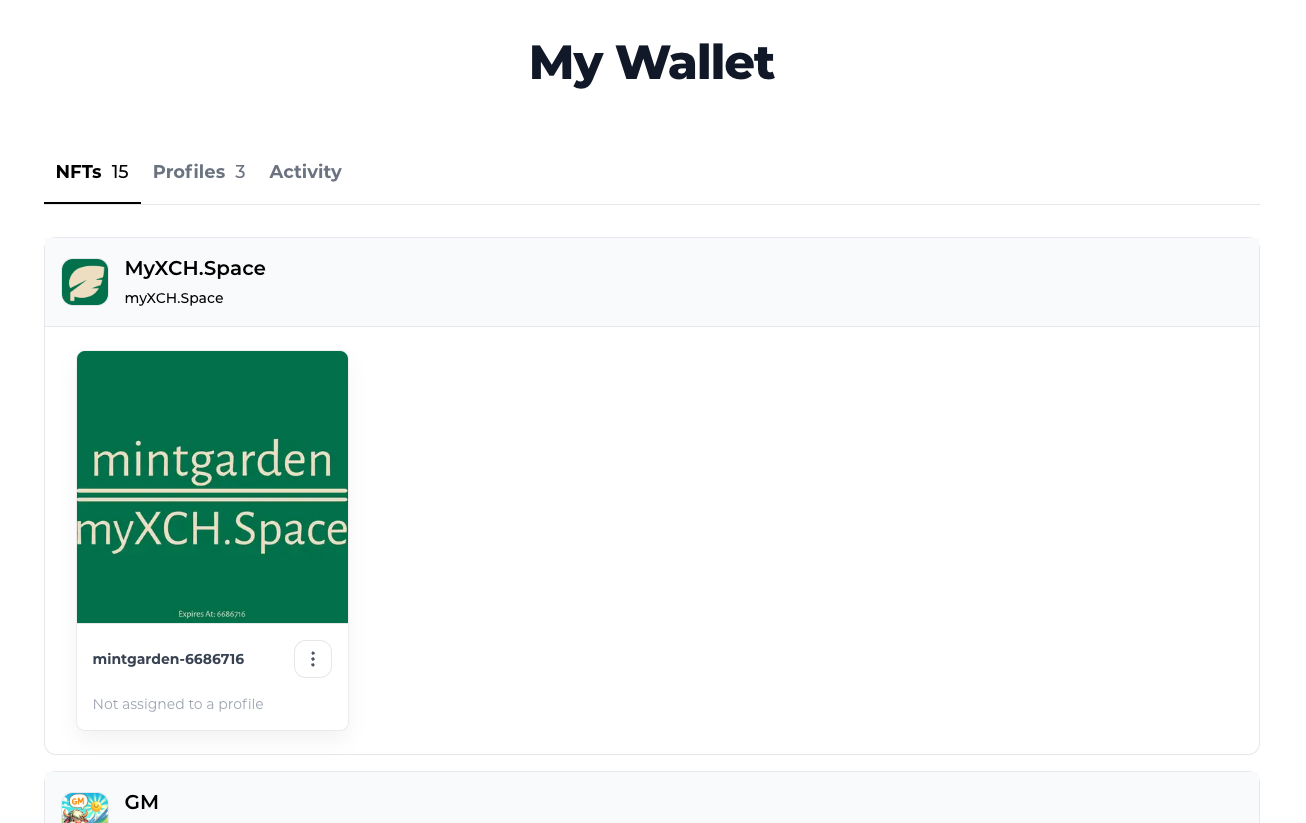 My Wallet
NFTs 15 Profiles 3 Activity
MyXCH.Space
myXCH.Space
mintgarden
myXCH.Space
Expires At: 6686716
mintgarden-6686716
Not assigned to a profile
GM
GM